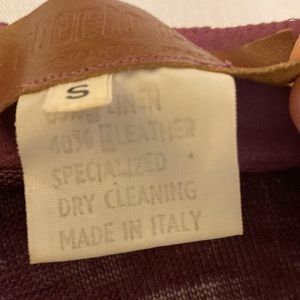 S
LINEN
40% LEATHER
SPECIALIZED
DRY CLEANING
MADE IN ITALY